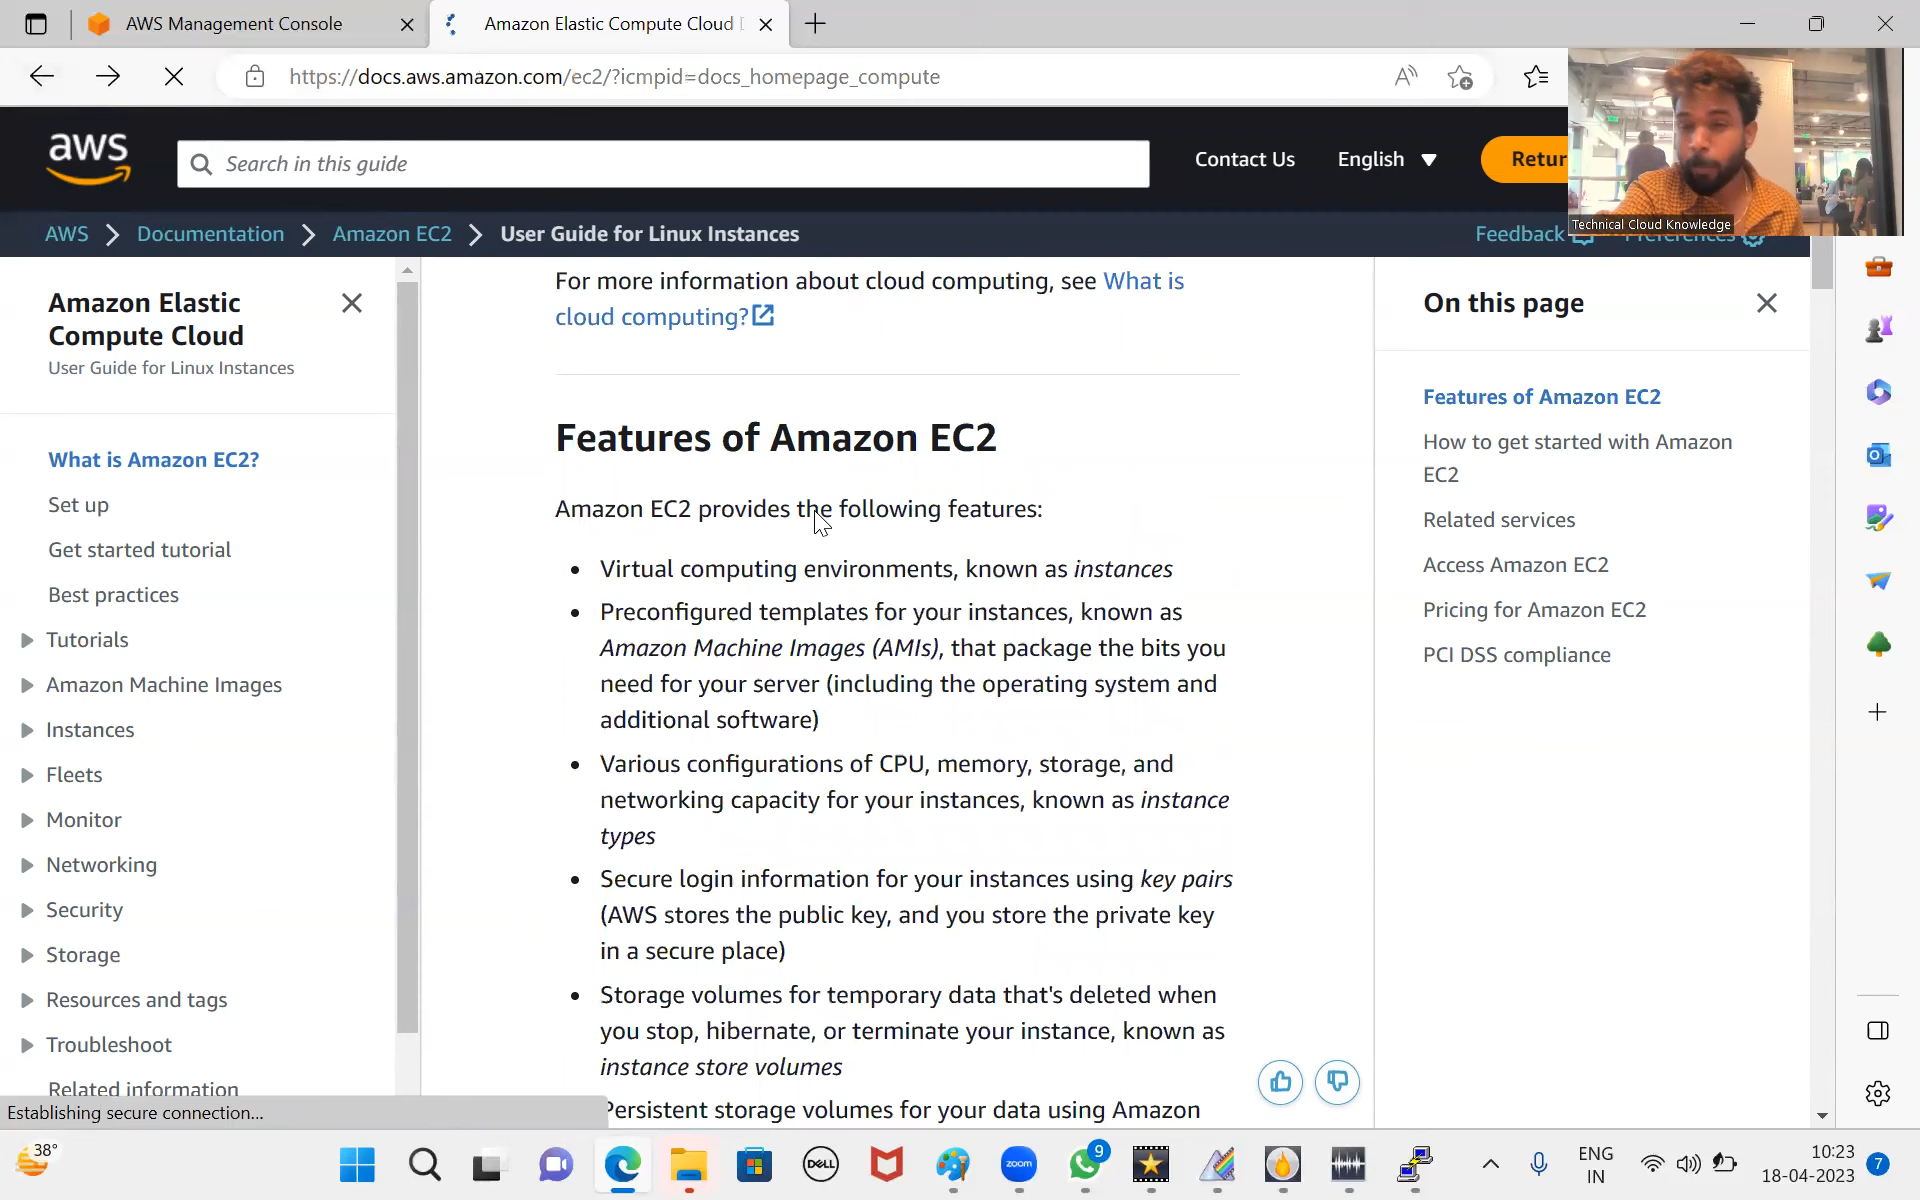 AWS Management Console
Amazon Elastic Compute Cloud
https://docs.aws.amazon.com/ec2/?icmpid=docs_homepage_compute
aws
Search in this guide
Contact Us
English
Retur
Technical Cloud Knowledge
AWS
Documentation
Amazon EC2
User Guide for Linux Instances
Feedback
Preferences
Amazon Elastic
Compute Cloud
User Guide for Linux Instances
What is Amazon EC2?
Set up
Get started tutorial
Best practices
Tutorials
Amazon Machine Images
Instances
Fleets
Monitor
Networking
Security
Storage
Resources and tags
Troubleshoot
Related information
Establishing secure connection...
For more information about cloud computing, see What is
cloud computing?
Features of Amazon EC2
Amazon EC2 provides the following features:
• Virtual computing environments, known as instances
• Preconfigured templates for your instances, known as
Amazon Machine Images (AMIs), that package the bits you
need for your server (including the operating system and
additional software)
• Various configurations of CPU, memory, storage, and
networking capacity for your instances, known as instance
types
• Secure login information for your instances using key pairs
(AWS stores the public key, and you store the private key
in a secure place)
• Storage volumes for temporary data that's deleted when
you stop, hibernate, or terminate your instance, known as
instance store volumes
Persistent storage volumes for your data using Amazon
On this page
Features of Amazon EC2
How to get started with Amazon
EC2
Related services
Access Amazon EC2
Pricing for Amazon EC2
PCI DSS compliance
38°
DELL
zoom
9
ENG
IN
10:23
18-04-2023
7